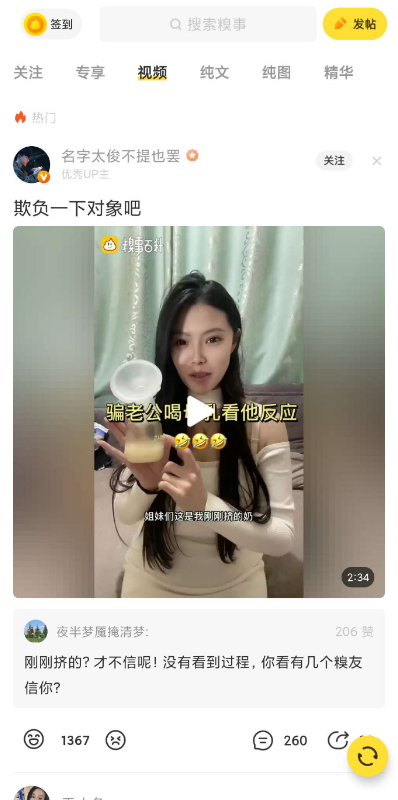 签到
搜索糗事
发帖
关注
专享
视频
纯文
纯图
精华
热门
名字太俊不提也罢
优秀UP主
关注
欺负一下对象吧
糗事百科
骗老公喝母乳看他反应
姐妹们这是我刚刚挤的奶
2:34
夜半梦魇掩清梦:
206 赞
刚刚挤的？才不信呢！没有看到过程，你看有几个糗友
信你？
1367
260